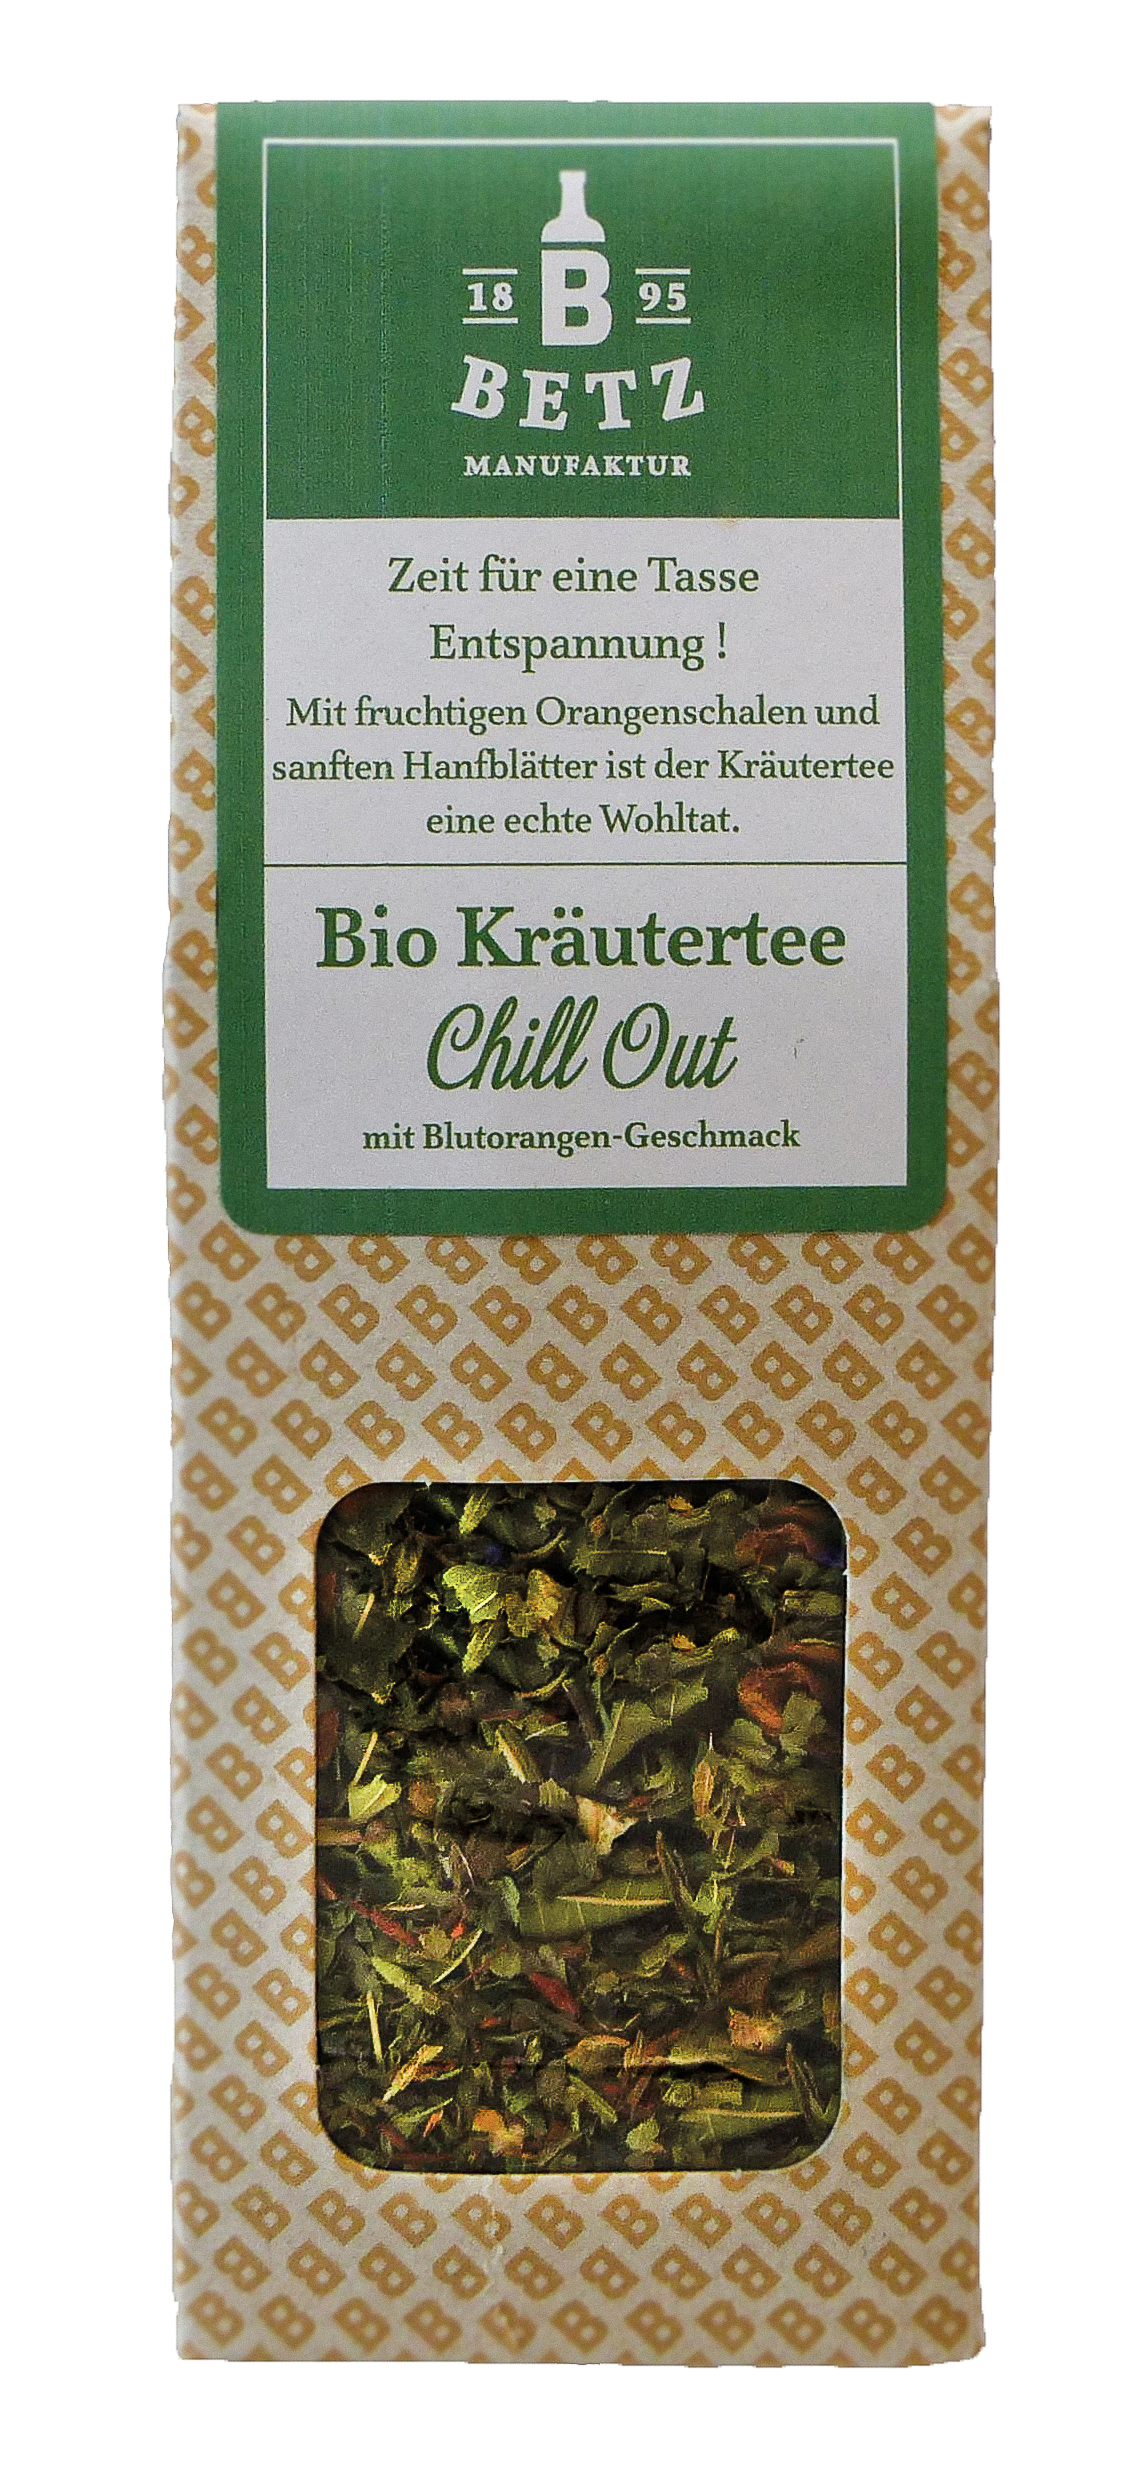 18 B 95
BETZ
MANUFAKTUR
Zeit für eine Tasse
Entspannung !
Mit fruchtigen Orangenschalen und
sanften Hanfblätter ist der Kräutertee
eine echte Wohltat.
Bio Kräutertee
Chill Out
mit Blutorangen-Geschmack